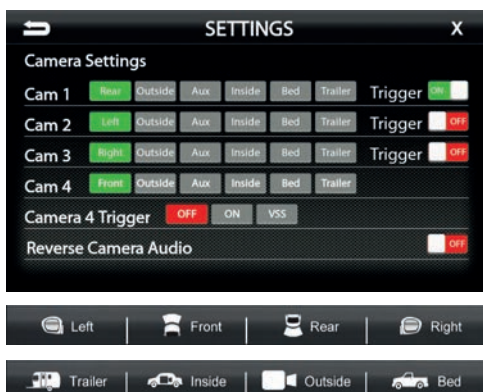 SETTINGS X
Camera Settings
Cam 1 Rear Outside Aux Inside Bed Trailer Trigger ON
Cam 2 Left Outside Aux Inside Bed Trailer Trigger OFF
Cam 3 Right Outside Aux Inside Bed Trailer Trigger OFF
Cam 4 Front Outside Aux Inside Bed Trailer
Camera 4 Trigger OFF ON VSS
Reverse Camera Audio OFF
Left Front Rear Right
Trailer Inside Outside Bed